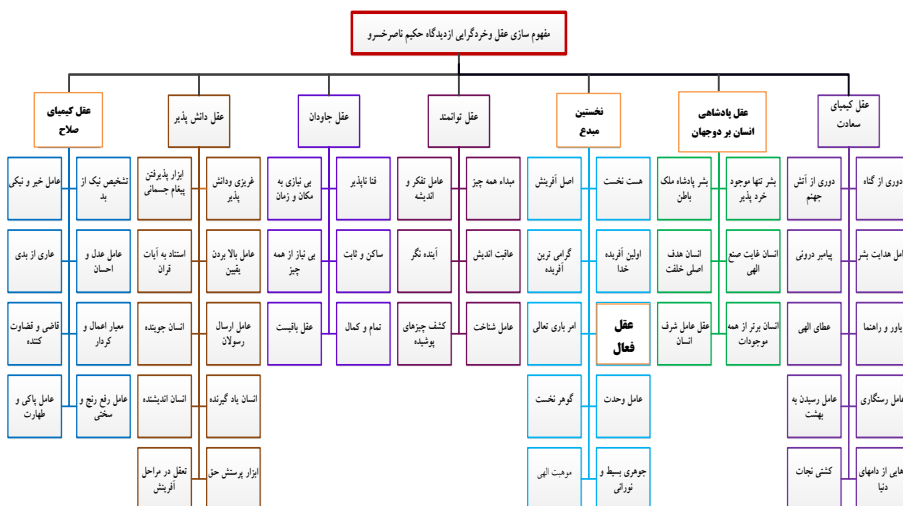 مفهوم سازی عقل وخردگرایی ازدیدگاه حکیم ناصرخسرو
عقل کیمیای
سعادت
دوری از گناه
دوری از آتش
جهنم
عامل هدایت بشر
پیامبر درونی
یاور و راهنما
عطای الهی
عامل رستگاری
عامل رسیدن به
بهشت
رهایی از دامهای
دنیا
کشتی نجات
عقل پادشاهی
انسان بر دوجهان
بشر تنها موجود
خرد پذیر
بشر پادشاه ملک
باطن
انسان غایت صنع
الهی
انسان هدف
اصلی خلقت
انسان برتر از همه
موجودات
عقل عامل شرف
انسان
نخستین
مبدع
هست نخست
اصل آفرینش
اولین آفریده
خدا
گرامی ترین
آفریده
عقل
فعال
امر باری تعالی
عامل وحدت
گوهر نخست
جوهری بسیط و
نورانی
موهبت الهی
عقل توانمند
مبداء همه چیز
عامل تفکر و
اندیشه
عاقبت اندیش
آینده نگر
عامل شناخت
کشف چیزهای
پوشیده
عقل جاودان
فنا ناپذیر
بی نیازی به
مکان و زمان
ساکن و ثابت
بی نیاز از همه
چیز
تمام و کمال
عقل باقیست
عقل دانش پذیر
غریزی ودانش
پذیر
ابزار پذیرفتن
پیغام جسمانی
عامل بالا بردن
یقین
استناد به آیات
قران
عامل ارسال
رسولان
انسان جوینده
انسان یاد گیرنده
انسان اندیشنده
ابزار پرستش حق
تعقل در مراحل
آفرینش
عقل کیمیای
صلاح
تشخیص نیک از
بد
عامل خیر و نیکی
عامل عدل و
احسان
عاری از بدی
معیار اعمال و
کردار
قاضی و قضاوت
کننده
عامل رفع رنج و
سختی
عامل پاکی و
طهارت